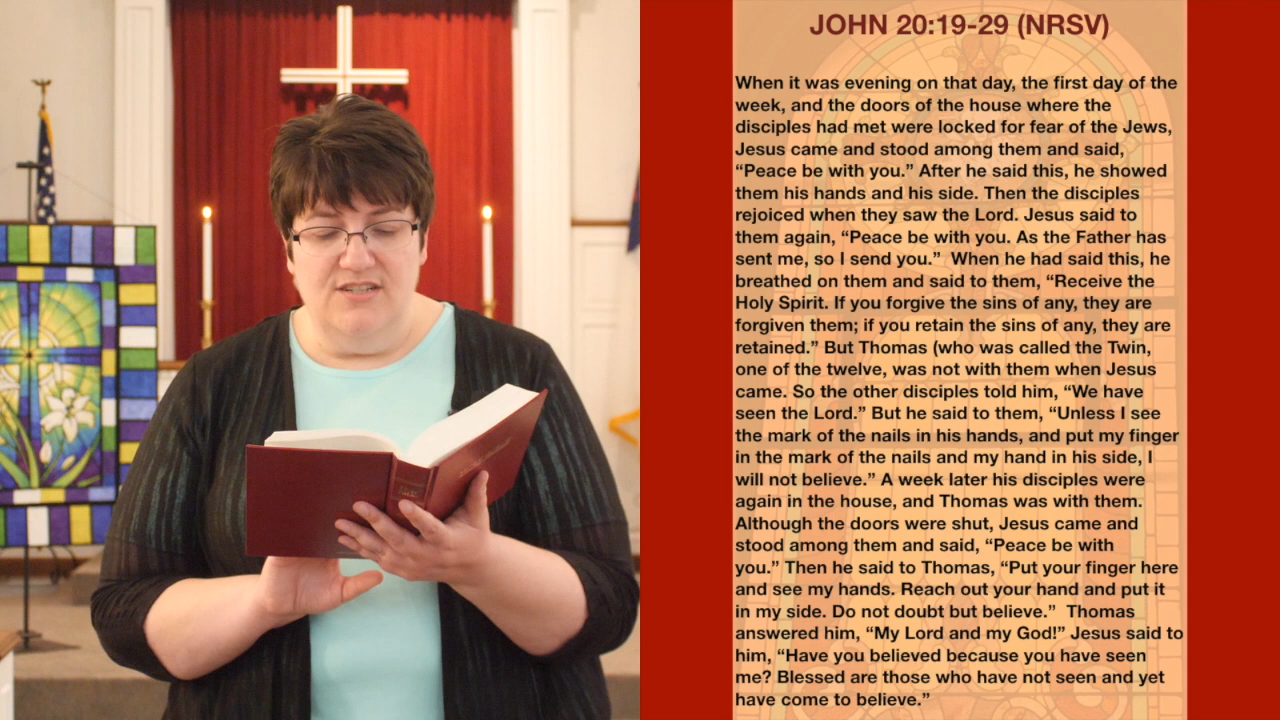 JOHN 20:19-29 (NRSV)
When it was evening on that day, the first day of the
week, and the doors of the house where the
disciples had met were locked for fear of the Jews,
Jesus came and stood among them and said,
“Peace be with you.” After he said this, he showed
them his hands and his side. Then the disciples
rejoiced when they saw the Lord. Jesus said to
them again, “Peace be with you. As the Father has
sent me, so I send you.”  When he had said this, he
breathed on them and said to them, “Receive the
Holy Spirit. If you forgive the sins of any, they are
forgiven them; if you retain the sins of any, they are
retained.” But Thomas (who was called the Twin,
one of the twelve, was not with them when Jesus
came. So the other disciples told him, “We have
seen the Lord.” But he said to them, “Unless I see
the mark of the nails in his hands, and put my finger
in the mark of the nails and my hand in his side, I
will not believe.” A week later his disciples were
again in the house, and Thomas was with them.
Although the doors were shut, Jesus came and
stood among them and said, “Peace be with
you.” Then he said to Thomas, “Put your finger here
and see my hands. Reach out your hand and put it
in my side. Do not doubt but believe.”  Thomas
answered him, “My Lord and my God!” Jesus said to
him, “Have you believed because you have seen
me? Blessed are those who have not seen and yet
have come to believe.”